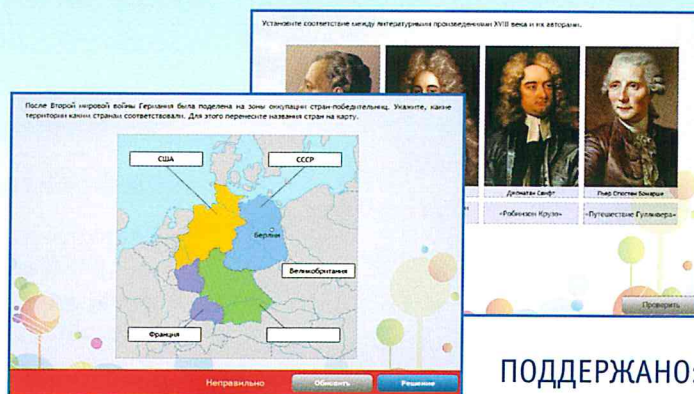 Установите соответствие между литературными произведениями XVIII века и их авторами.
Джонатан Свифт
Пьер Огюстен Бомарше
«Робинзон Крузо»
«Путешествие Гулливера»
Проверить
После Второй мировой войны Германия была поделена на зоны оккупации стран-победительниц. Укажите, какие
территории каким странам соответствовали. Для этого перенесите названия стран на карту.
США
СССР
Берлин
Великобритания
Франция
Неправильно
Обновить
Решение
ПОДДЕРЖАНО: